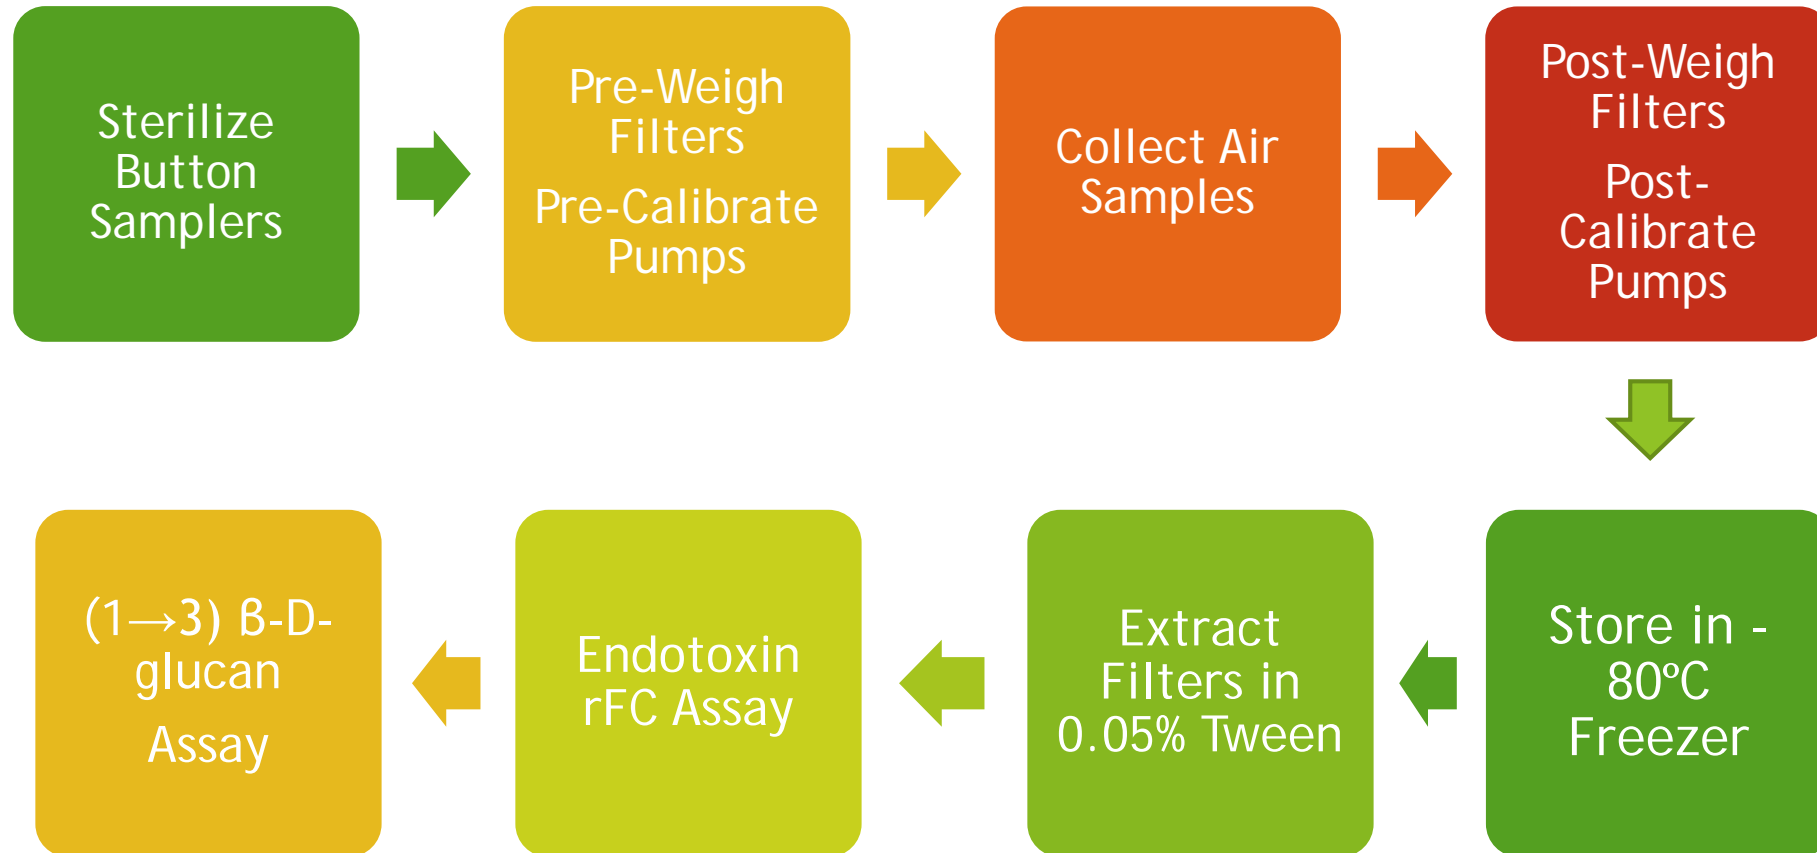 Sterilize
Button
Samplers
Pre-Weigh
Filters
Pre-Calibrate
Pumps
Collect Air
Samples
Post-Weigh
Filters
Post-
Calibrate
Pumps
Store in -
80ºC
Freezer
Extract
Filters in
0.05% Tween
Endotoxin
rFC Assay
(1→3) β-D-
glucan
Assay